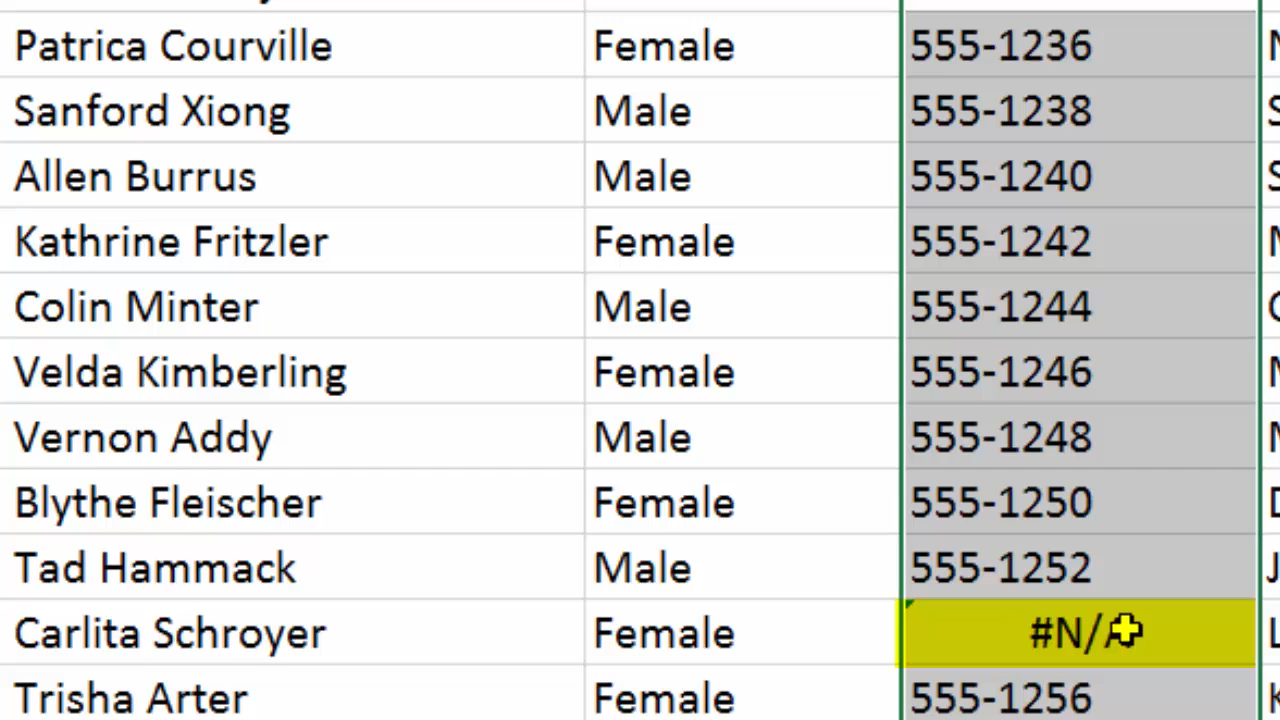 Patrica Courville Female 555-1236
Sanford Xiong Male 555-1238
Allen Burrus Male 555-1240
Kathrine Fritzler Female 555-1242
Colin Minter Male 555-1244
Velda Kimberling Female 555-1246
Vernon Addy Male 555-1248
Blythe Fleischer Female 555-1250
Tad Hammack Male 555-1252
Carlita Schroyer Female #N/A
Trisha Arter Female 555-1256